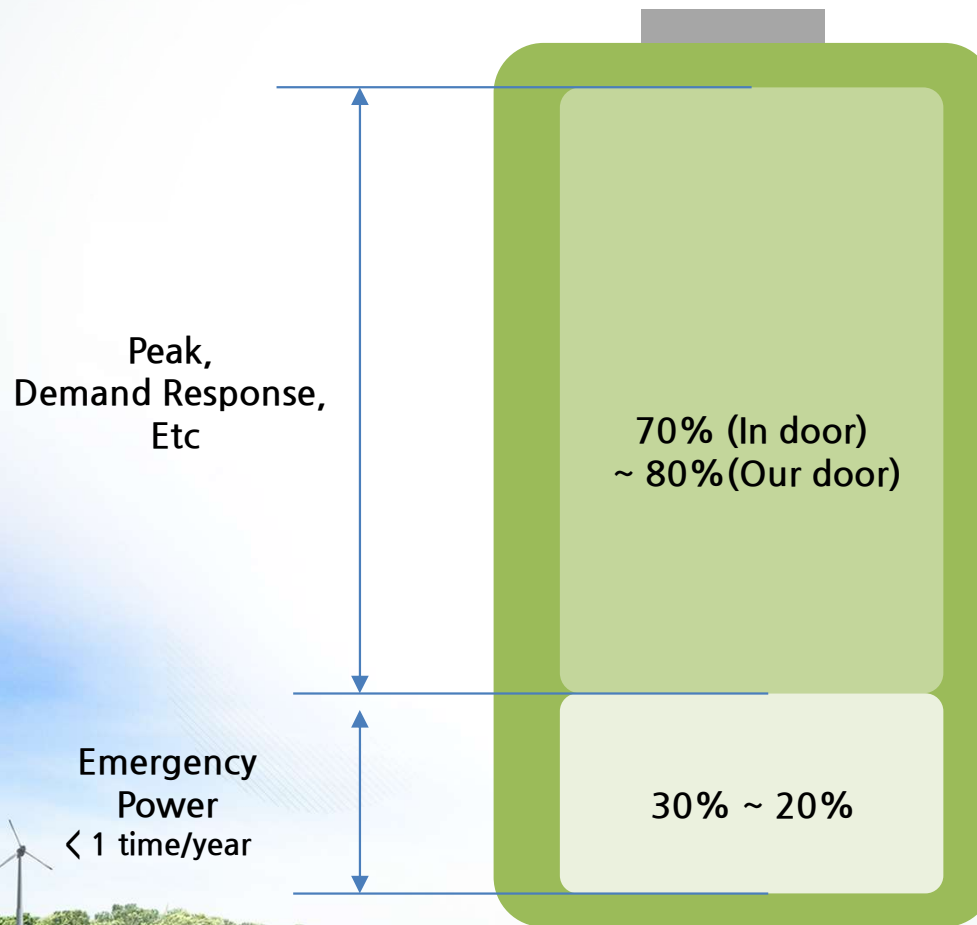 Peak,
Demand Response,
Etc
70% (In door)
~ 80%(Our door)
Emergency
Power
< 1 time/year
30% ~ 20%